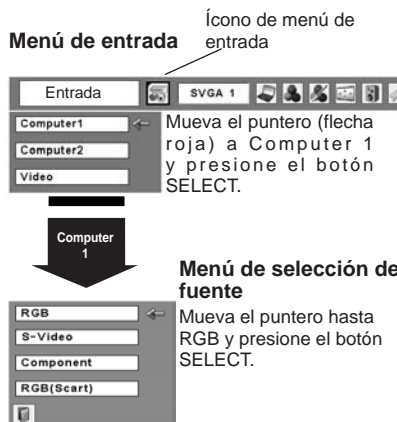 Ícono de menú de
entrada
Menú de entrada
Entrada
SVGA 1
Computer1
Computer2
Video
Mueva el puntero (flecha
roja) a Computer 1
y presione el botón
SELECT.
Computer
1
Menú de selección de
fuente
RGB
S-Video
Component
RGB(Scart)
Mueva el puntero hasta
RGB y presione el botón
SELECT.